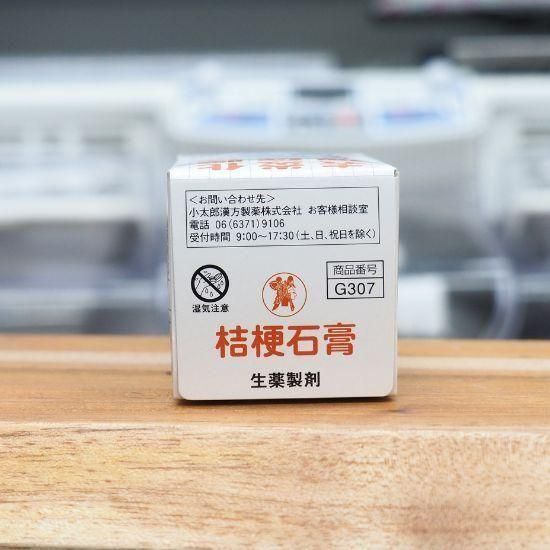 <お問い合わせ先>
小太郎漢方製薬株式会社 お客様相談室
電話 06(6371)9106
受付時間 9:00〜17:30(土、日、祝日を除く)
湿気注意
商品番号
G307
桔梗石膏
生薬製剤